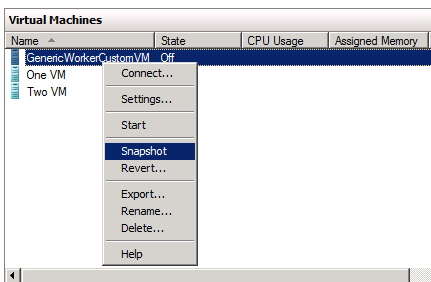 Virtual Machines
Name State CPU Usage Assigned Memory
GenericWorkerCustomVM Off
One VM
Two VM
Connect...
Settings...
Start
Snapshot
Revert...
Export...
Rename...
Delete...
Help